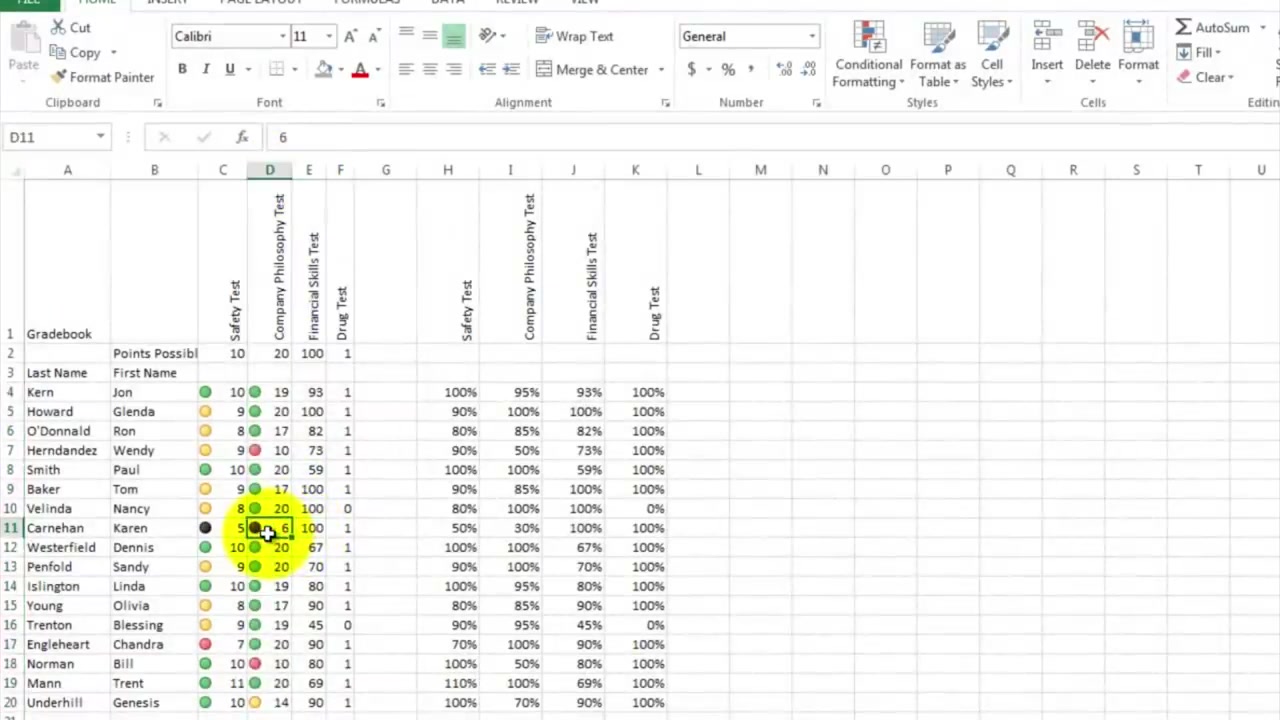 FILE HOME INSERT PAGE LAYOUT FORMULAS DATA REVIEW VIEW
Cut
Copy
Format Painter
Paste
Clipboard
Calibri 11
B I U
Font
Wrap Text
Merge & Center
Alignment
General
$ % ,
Number
Conditional Formatting
Format as Table
Cell Styles
Styles
Insert Delete Format
Cells
AutoSum
Fill
Clear
D11 fx 6
A B C D E F G H I J K L M N O P Q R S T U
1 Gradebook Safety Test Company Philosophy Test Financial Skills Test Drug Test Safety Test Company Philosophy Test Financial Skills Test Drug Test
2 Points Possibl 10 20 100 1
3 Last Name First Name
4 Kern Jon 10 19 93 1 100% 95% 93% 100%
5 Howard Glenda 9 20 100 1 90% 100% 100% 100%
6 O'Donnald Ron 8 17 82 1 80% 85% 82% 100%
7 Herndandez Wendy 9 10 73 1 90% 50% 73% 100%
8 Smith Paul 10 20 59 1 100% 100% 59% 100%
9 Baker Tom 9 17 100 1 90% 85% 100% 100%
10 Velinda Nancy 8 20 100 0 80% 100% 100% 0%
11 Carnehan Karen 5 6 100 1 50% 30% 100% 100%
12 Westerfield Dennis 10 20 67 1 100% 100% 67% 100%
13 Penfold Sandy 9 20 70 1 90% 100% 70% 100%
14 Islington Linda 10 19 80 1 100% 95% 80% 100%
15 Young Olivia 8 17 90 1 80% 85% 90% 100%
16 Trenton Blessing 9 19 45 0 90% 95% 45% 0%
17 Engleheart Chandra 7 20 90 1 70% 100% 90% 100%
18 Norman Bill 10 10 80 1 100% 50% 80% 100%
19 Mann Trent 11 20 69 1 110% 100% 69% 100%
20 Underhill Genesis 10 14 90 1 100% 70% 90% 100%